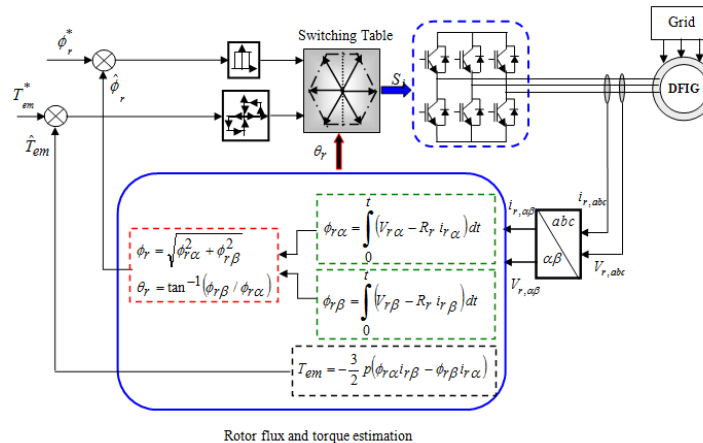 Grid
Switching Table
ϕ*r
ϕ̂r
T*em
T̂em
DFIG
θr
ir,αβ
ir,abc
abc
αβ
Vr,αβ
Vr,abc
ϕrα = ∫₀ᵗ (Vrα − Rr irα)dt
ϕr = √(ϕ²rα + ϕ²rβ)
θr = tan⁻¹(ϕrβ / ϕrα)
ϕrβ = ∫₀ᵗ (Vrβ − Rr irβ)dt
Tem = −3/2 p(ϕrα irβ − ϕrβ irα)
Rotor flux and torque estimation